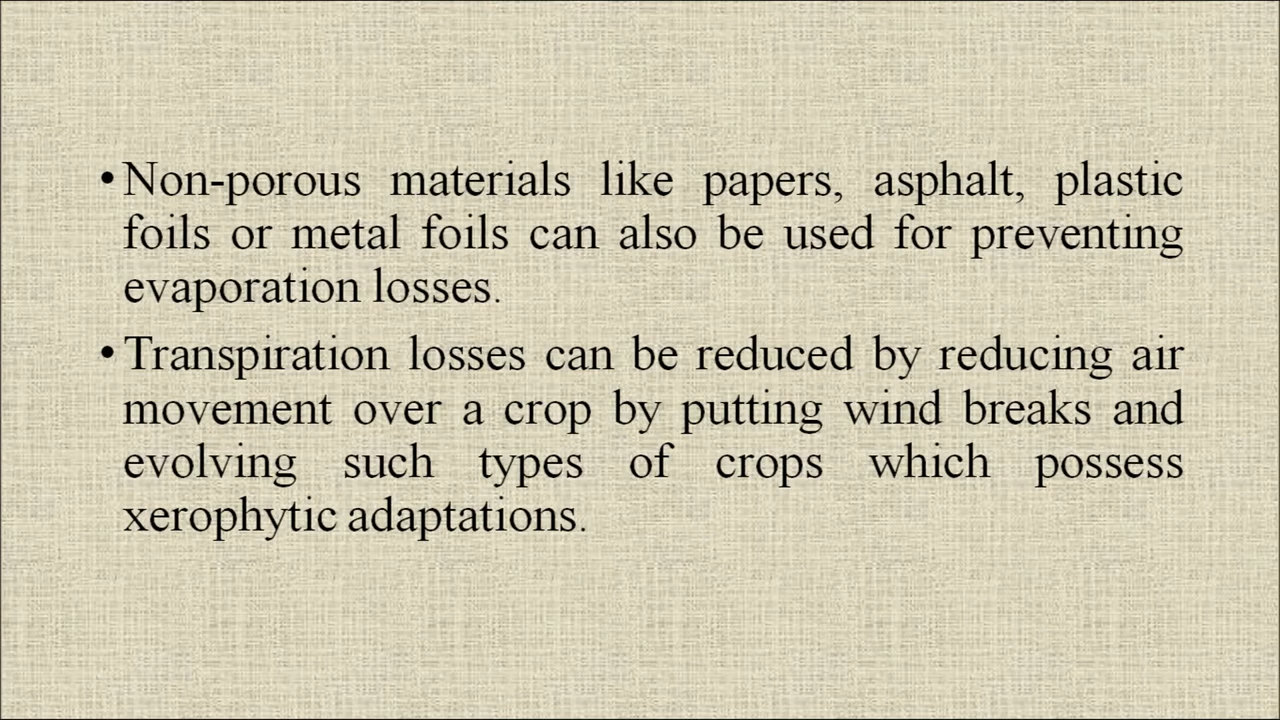 • Non-porous materials like papers, asphalt, plastic
foils or metal foils can also be used for preventing
evaporation losses.
• Transpiration losses can be reduced by reducing air
movement over a crop by putting wind breaks and
evolving such types of crops which possess
xerophytic adaptations.